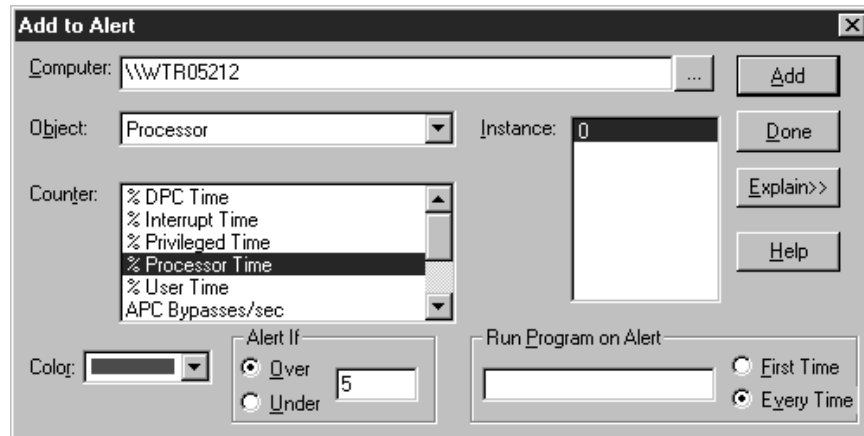 Add to Alert
Computer: \\WTR05212 ... Add
Object: Processor Instance: 0 Done
Counter: % DPC Time
% Interrupt Time
% Privileged Time
% Processor Time
% User Time
APC Bypasses/sec
Explain>>
Help
Color:
Alert If
Over
Under
5
Run Program on Alert
First Time
Every Time